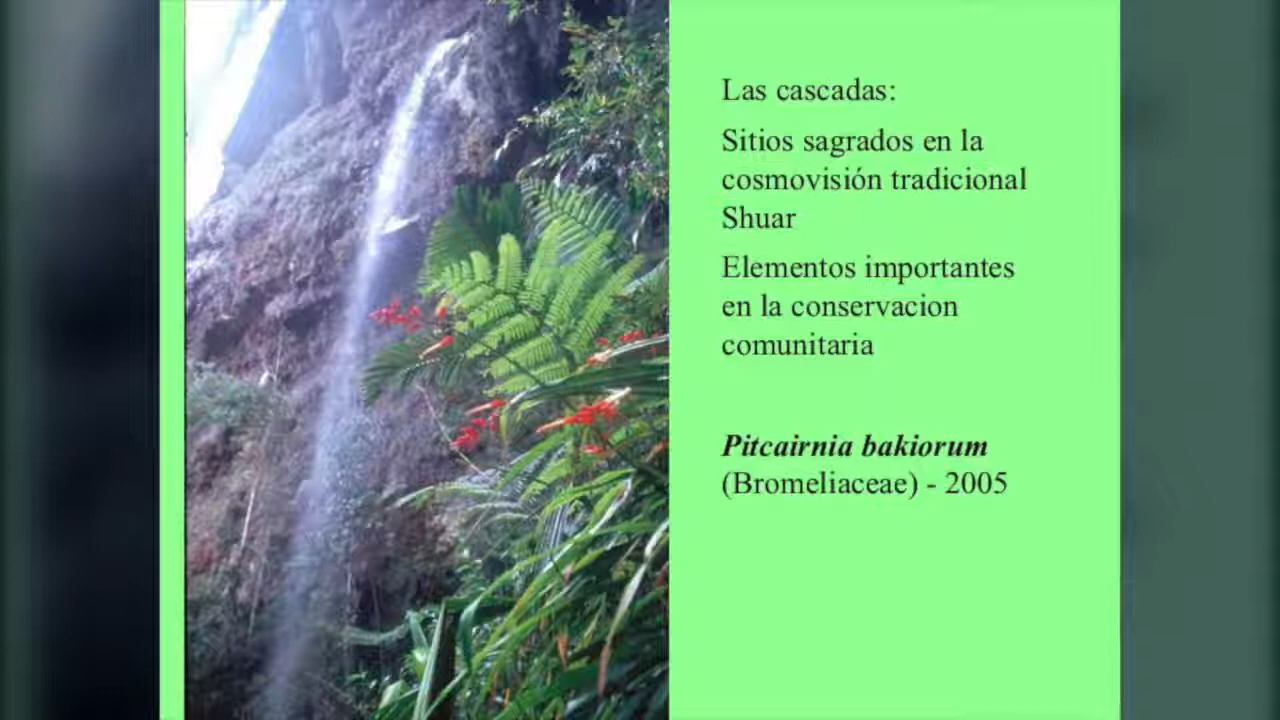 Las cascadas:
Sitios sagrados en la
cosmovisión tradicional
Shuar
Elementos importantes
en la conservacion
comunitaria
Pitcairnia bakiorum
(Bromeliaceae) - 2005